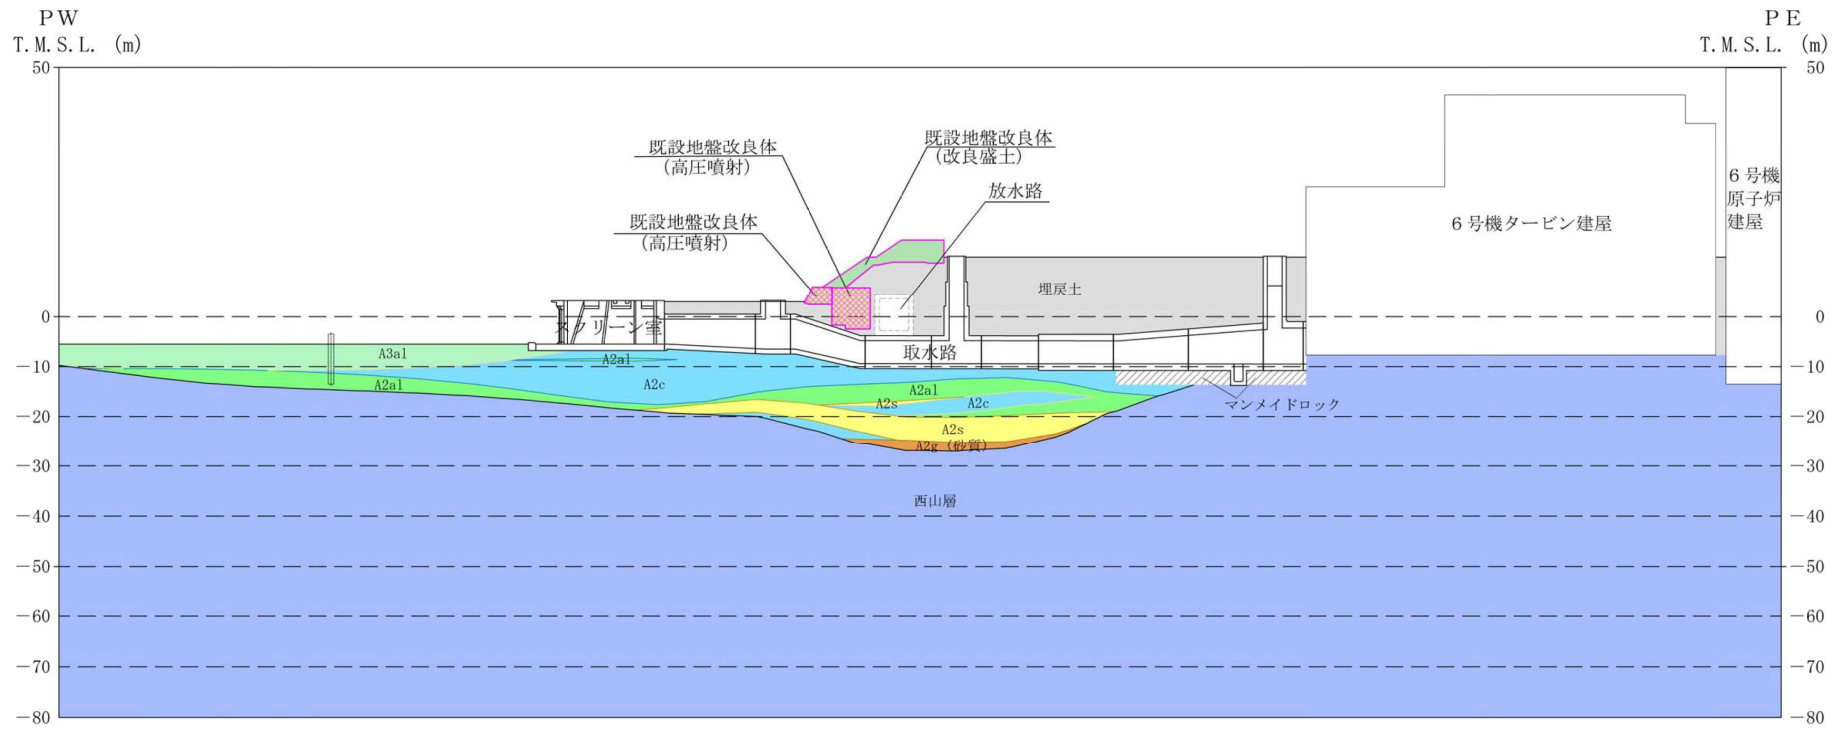 ＰＷ
ＰＥ
T.M.S.L. (m)
T.M.S.L. (m)
50
50
既設地盤改良体
(改良盛土)
既設地盤改良体
(高圧噴射)
放水路
６号機
原子炉
建屋
既設地盤改良体
(高圧噴射)
６号機タービン建屋
埋戻土
0
0
スクリーン室
取水路
A3al
A2al
-10
-10
A2al
A2c
A2al
A2s
A2c
マンメイドロック
-20
-20
A2s
A2g (砂質)
-30
-30
西山層
-40
-40
-50
-50
-60
-60
-70
-70
-80
-80